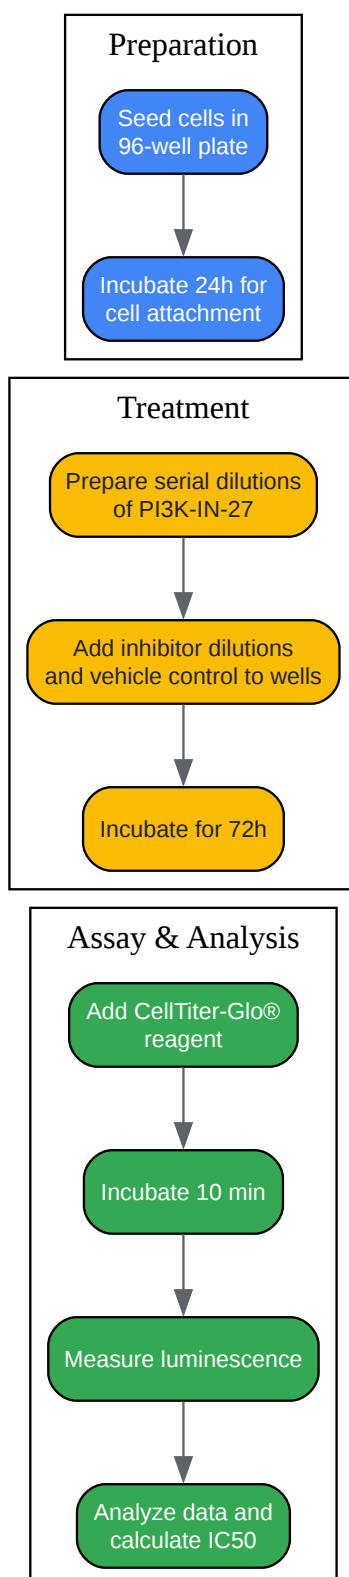 Preparation
Seed cells in
96-well plate
Incubate 24h for
cell attachment
Treatment
Prepare serial dilutions
of PI3K-IN-27
Add inhibitor dilutions
and vehicle control to wells
Incubate for 72h
Assay & Analysis
Add CellTiter-Glo®
reagent
Incubate 10 min
Measure luminescence
Analyze data and
calculate IC50